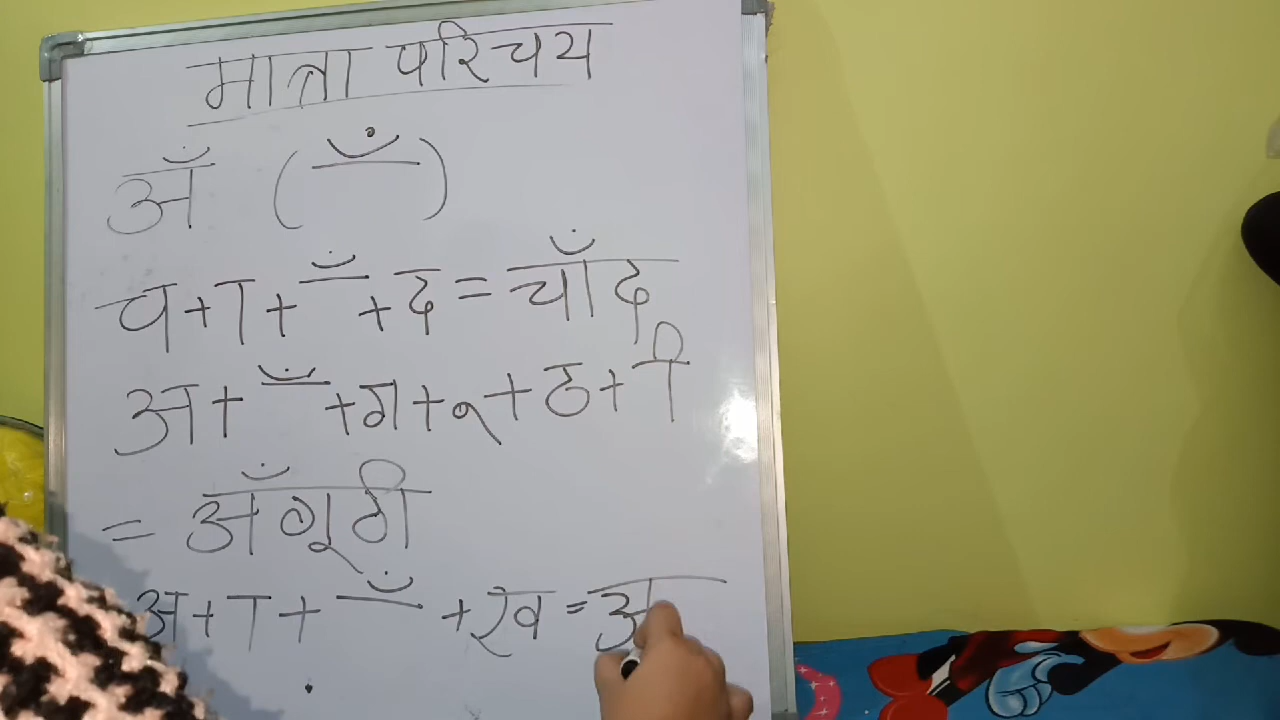 मात्रा परिचय
अँ ( ँ )
च + ा + ँ + द = चाँद
अ + ँ + ग + ू + ठ + ी
= अँगूठी
अ + ा + ँ + ख = अ